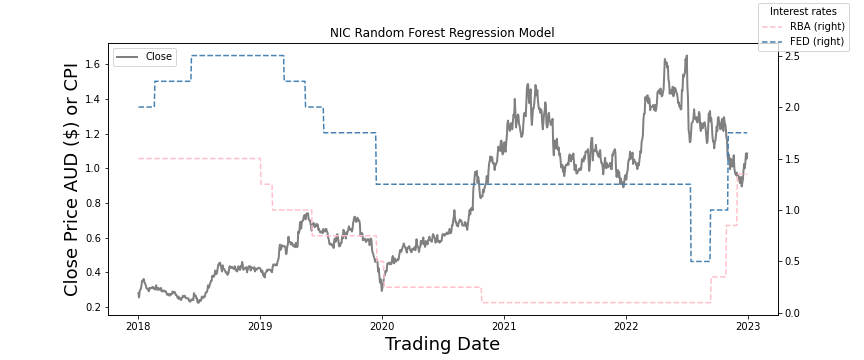 Interest rates
RBA (right)
FED (right)
NIC Random Forest Regression Model
Close
Close Price AUD ($) or CPI
1.6
1.4
1.2
1.0
0.8
0.6
0.4
0.2
2.5
2.0
1.5
1.0
0.5
0.0
2018 2019 2020 2021 2022 2023
Trading Date